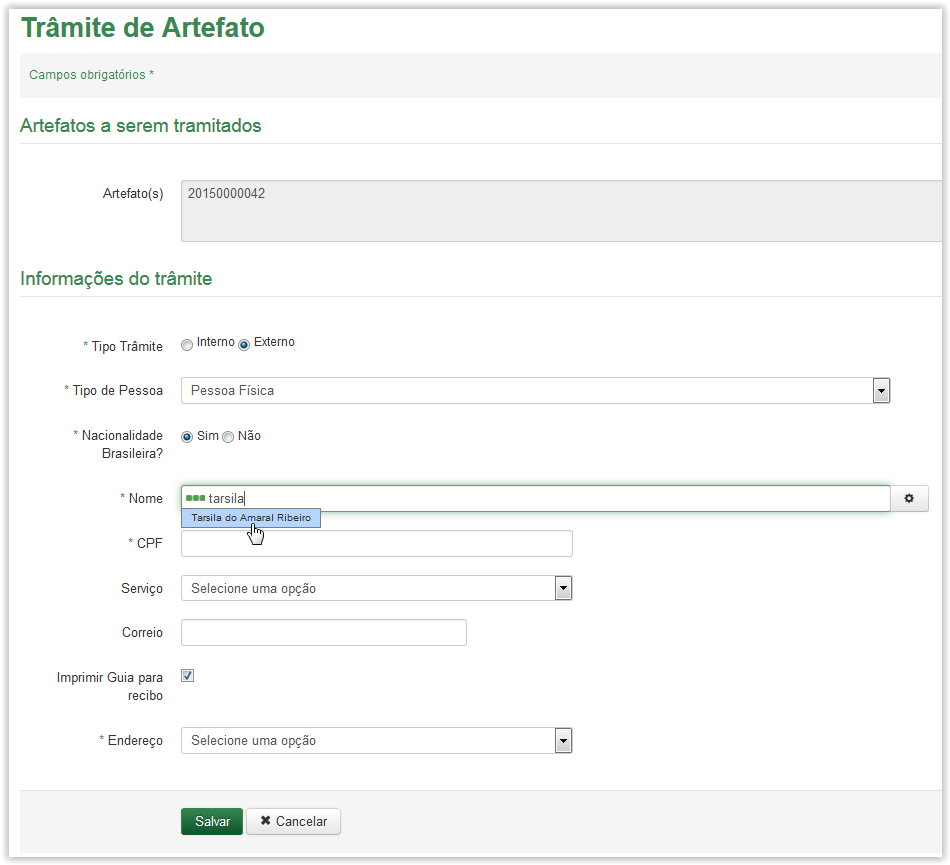 Trâmite de Artefato
Campos obrigatórios *
Artefatos a serem tramitados
Artefato(s) 20150000042
Informações do trâmite
* Tipo Trâmite Interno Externo
* Tipo de Pessoa Pessoa Física
* Nacionalidade
Brasileira? Sim Não
* Nome tarsila
Tarsila do Amaral Ribeiro
* CPF
Serviço Selecione uma opção
Correio
Imprimir Guia para
recibo
* Endereço Selecione uma opção
Salvar Cancelar